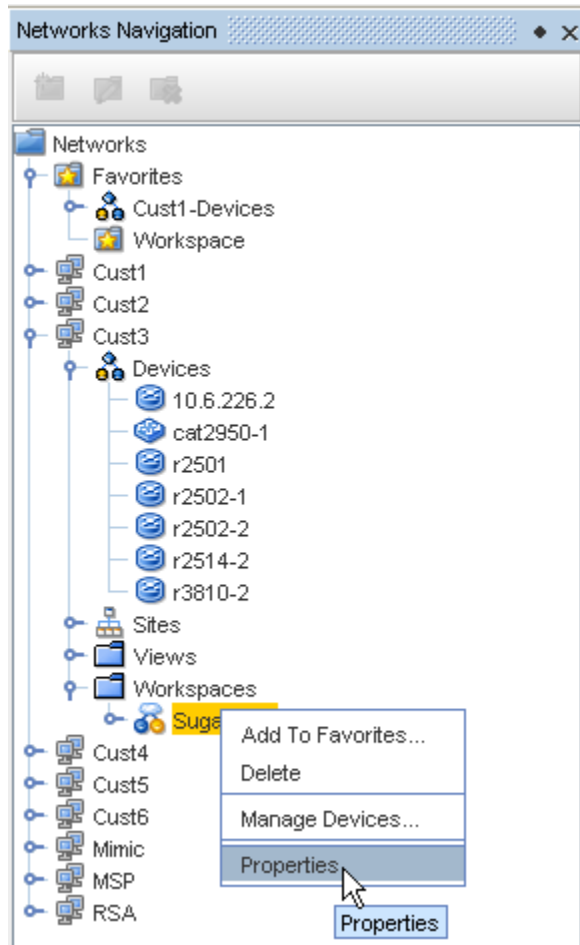 Networks Navigation
Networks
Favorites
Cust1-Devices
Workspace
Cust1
Cust2
Cust3
Devices
10.6.226.2
cat2950-1
r2501
r2502-1
r2502-2
r2514-2
r3810-2
Sites
Views
Workspaces
Add To Favorites...
Cust4
Delete
Cust5
Cust6
Manage Devices...
Mimic
Properties
MSP
RSA
Properties